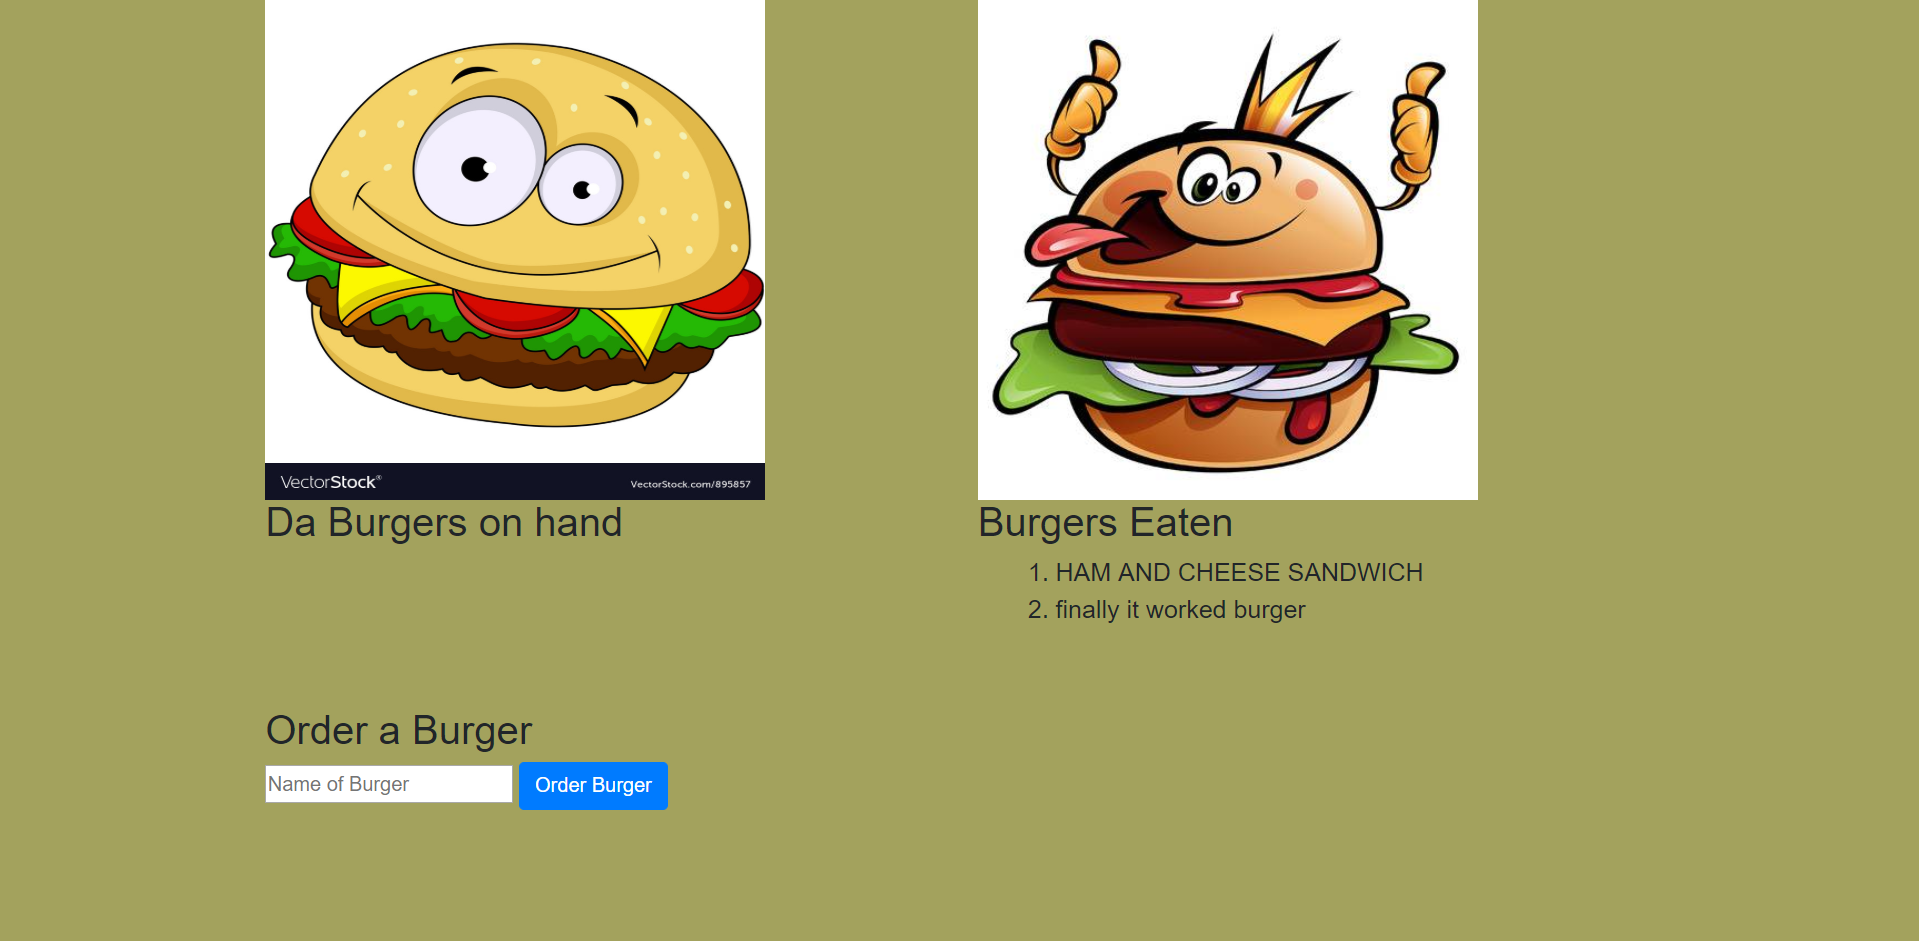 VectorStock®
VectorStock.com/895857
Da Burgers on hand
Burgers Eaten
1. HAM AND CHEESE SANDWICH
2. finally it worked burger
Order a Burger
Name of Burger
Order Burger